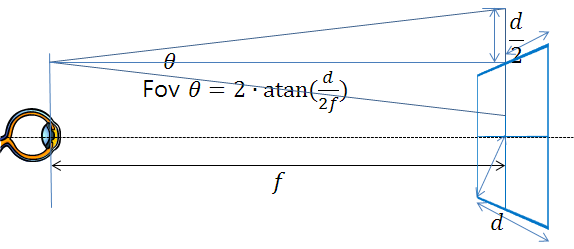 d/2
θ
Fov θ = 2 · atan(d/2f)
f
d